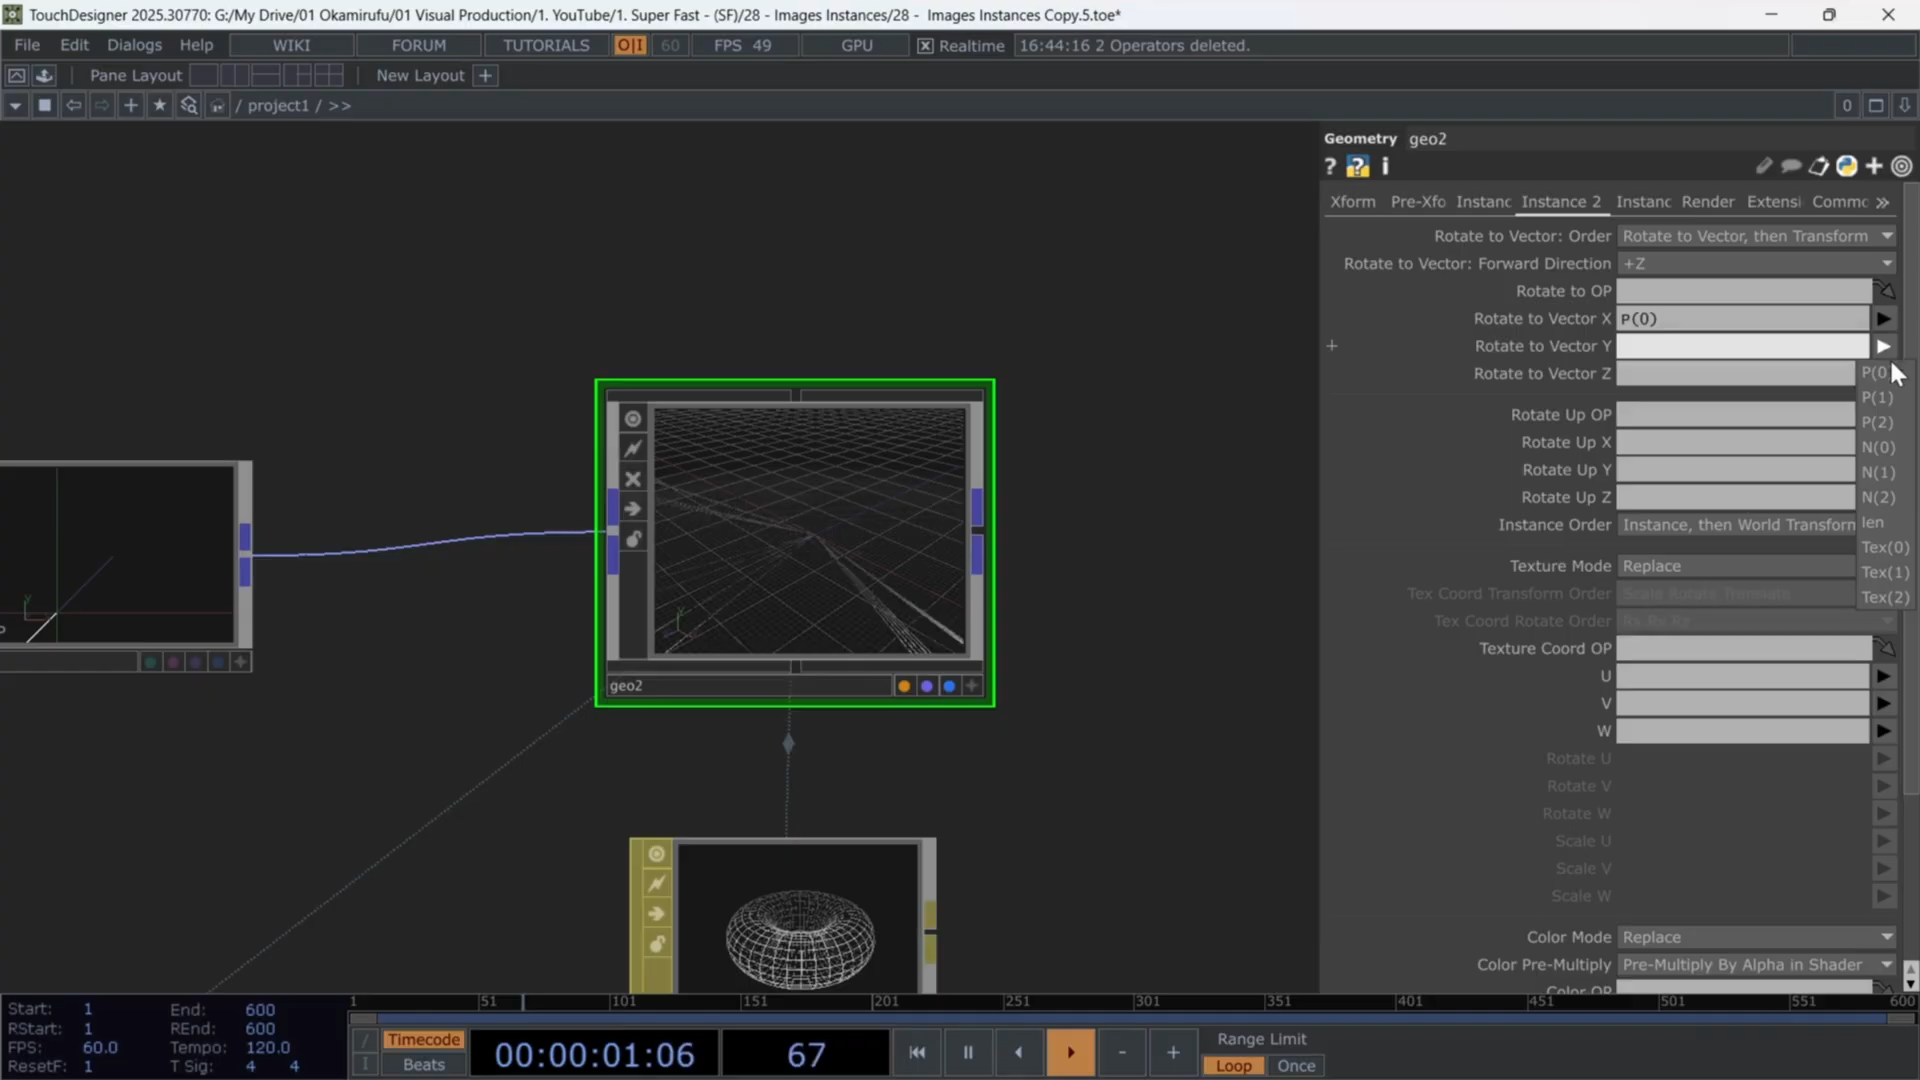 TouchDesigner 2025.30770: G:/My Drive/01 Okamirufu/01 Visual Production/1. YouTube/1. Super Fast - (SF)/28 - Images Instances/28 - Images Instances Copy.5.toe*
File Edit Dialogs Help WIKI FORUM TUTORIALS O|I 60 FPS 49 GPU Realtime 16:44:16 2 Operators deleted.
Pane Layout New Layout +
/ project1 / >> 0
Geometry geo2
? ? i
Xform Pre-Xfo Instanc Instance 2 Instanc Render Extensi Commc
Rotate to Vector: Order Rotate to Vector, then Transform
Rotate to Vector: Forward Direction +Z
Rotate to OP
Rotate to Vector X P(0)
Rotate to Vector Y
Rotate to Vector Z
P(0
P(1)
P(2)
N(0)
N(1)
N(2)
len
Tex(0)
Tex(1)
Tex(2)
Rotate Up OP
Rotate Up X
Rotate Up Y
Rotate Up Z
Instance Order Instance, then World Transform
Texture Mode Replace
Tex Coord Transform Order Scale Rotate Translate
Tex Coord Rotate Order Rx Ry Rz
Texture Coord OP
U
V
W
Rotate U
Rotate V
Rotate W
Scale U
Scale V
Scale W
Color Mode Replace
Color Pre-Multiply Pre-Multiply By Alpha in Shader
Color OP
geo2
Start: 1 End: 600
RStart: 1 REnd: 600
FPS: 60.0 Tempo: 120.0
ResetF: 1 T Sig: 4 4
1 51 101 151 201 251 301 351 401 451 501 551 600
Timecode
Beats
00:00:01:06
67
- +
Range Limit
Loop Once